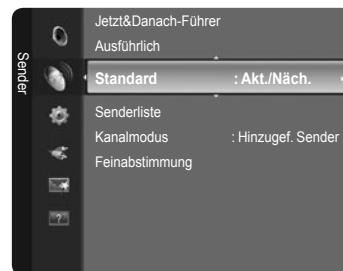 Sender
Jetzt&Danach-Führer
Ausführlich
Standard : Akt./Näch.
Senderliste
Kanalmodus : Hinzugef. Sender
Feinabstimmung
?